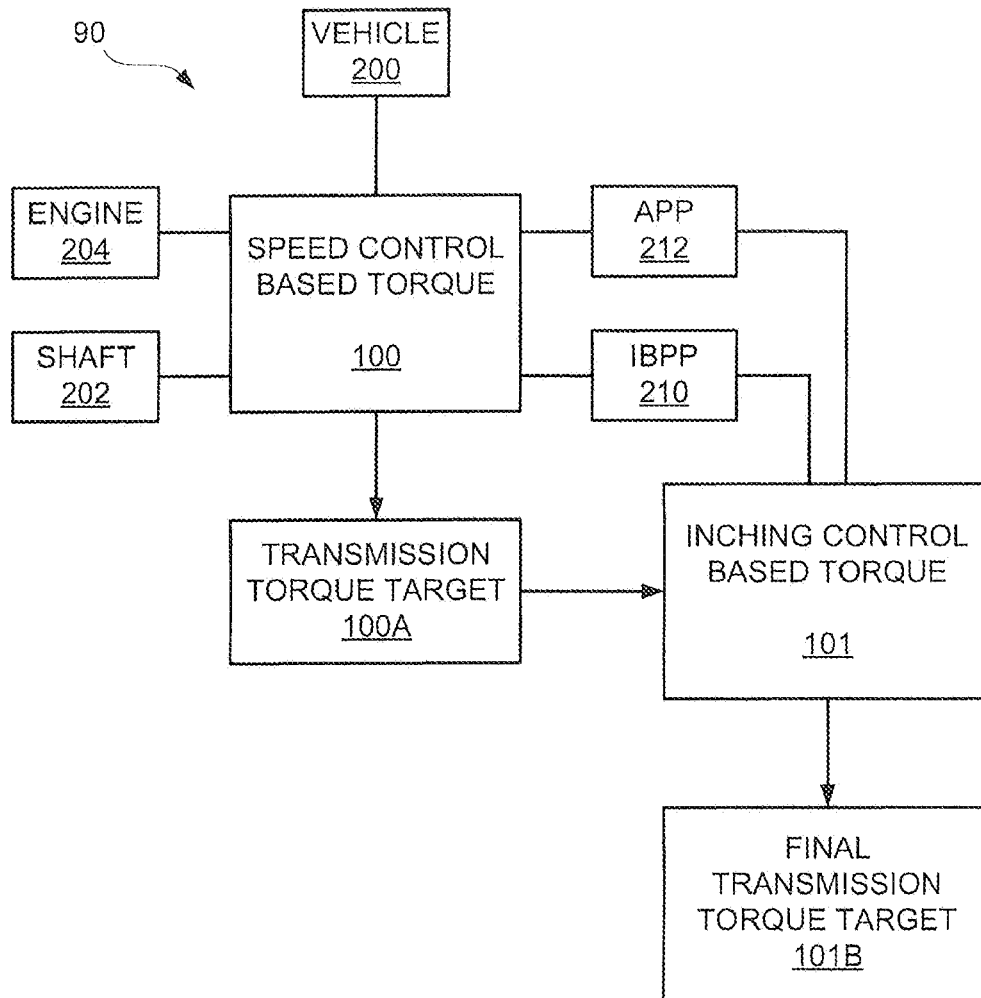 90
VEHICLE
200
ENGINE
204
SPEED CONTROL
BASED TORQUE
100
APP
212
SHAFT
202
IBPP
210
TRANSMISSION
TORQUE TARGET
100A
INCHING CONTROL
BASED TORQUE
101
FINAL
TRANSMISSION
TORQUE TARGET
101B